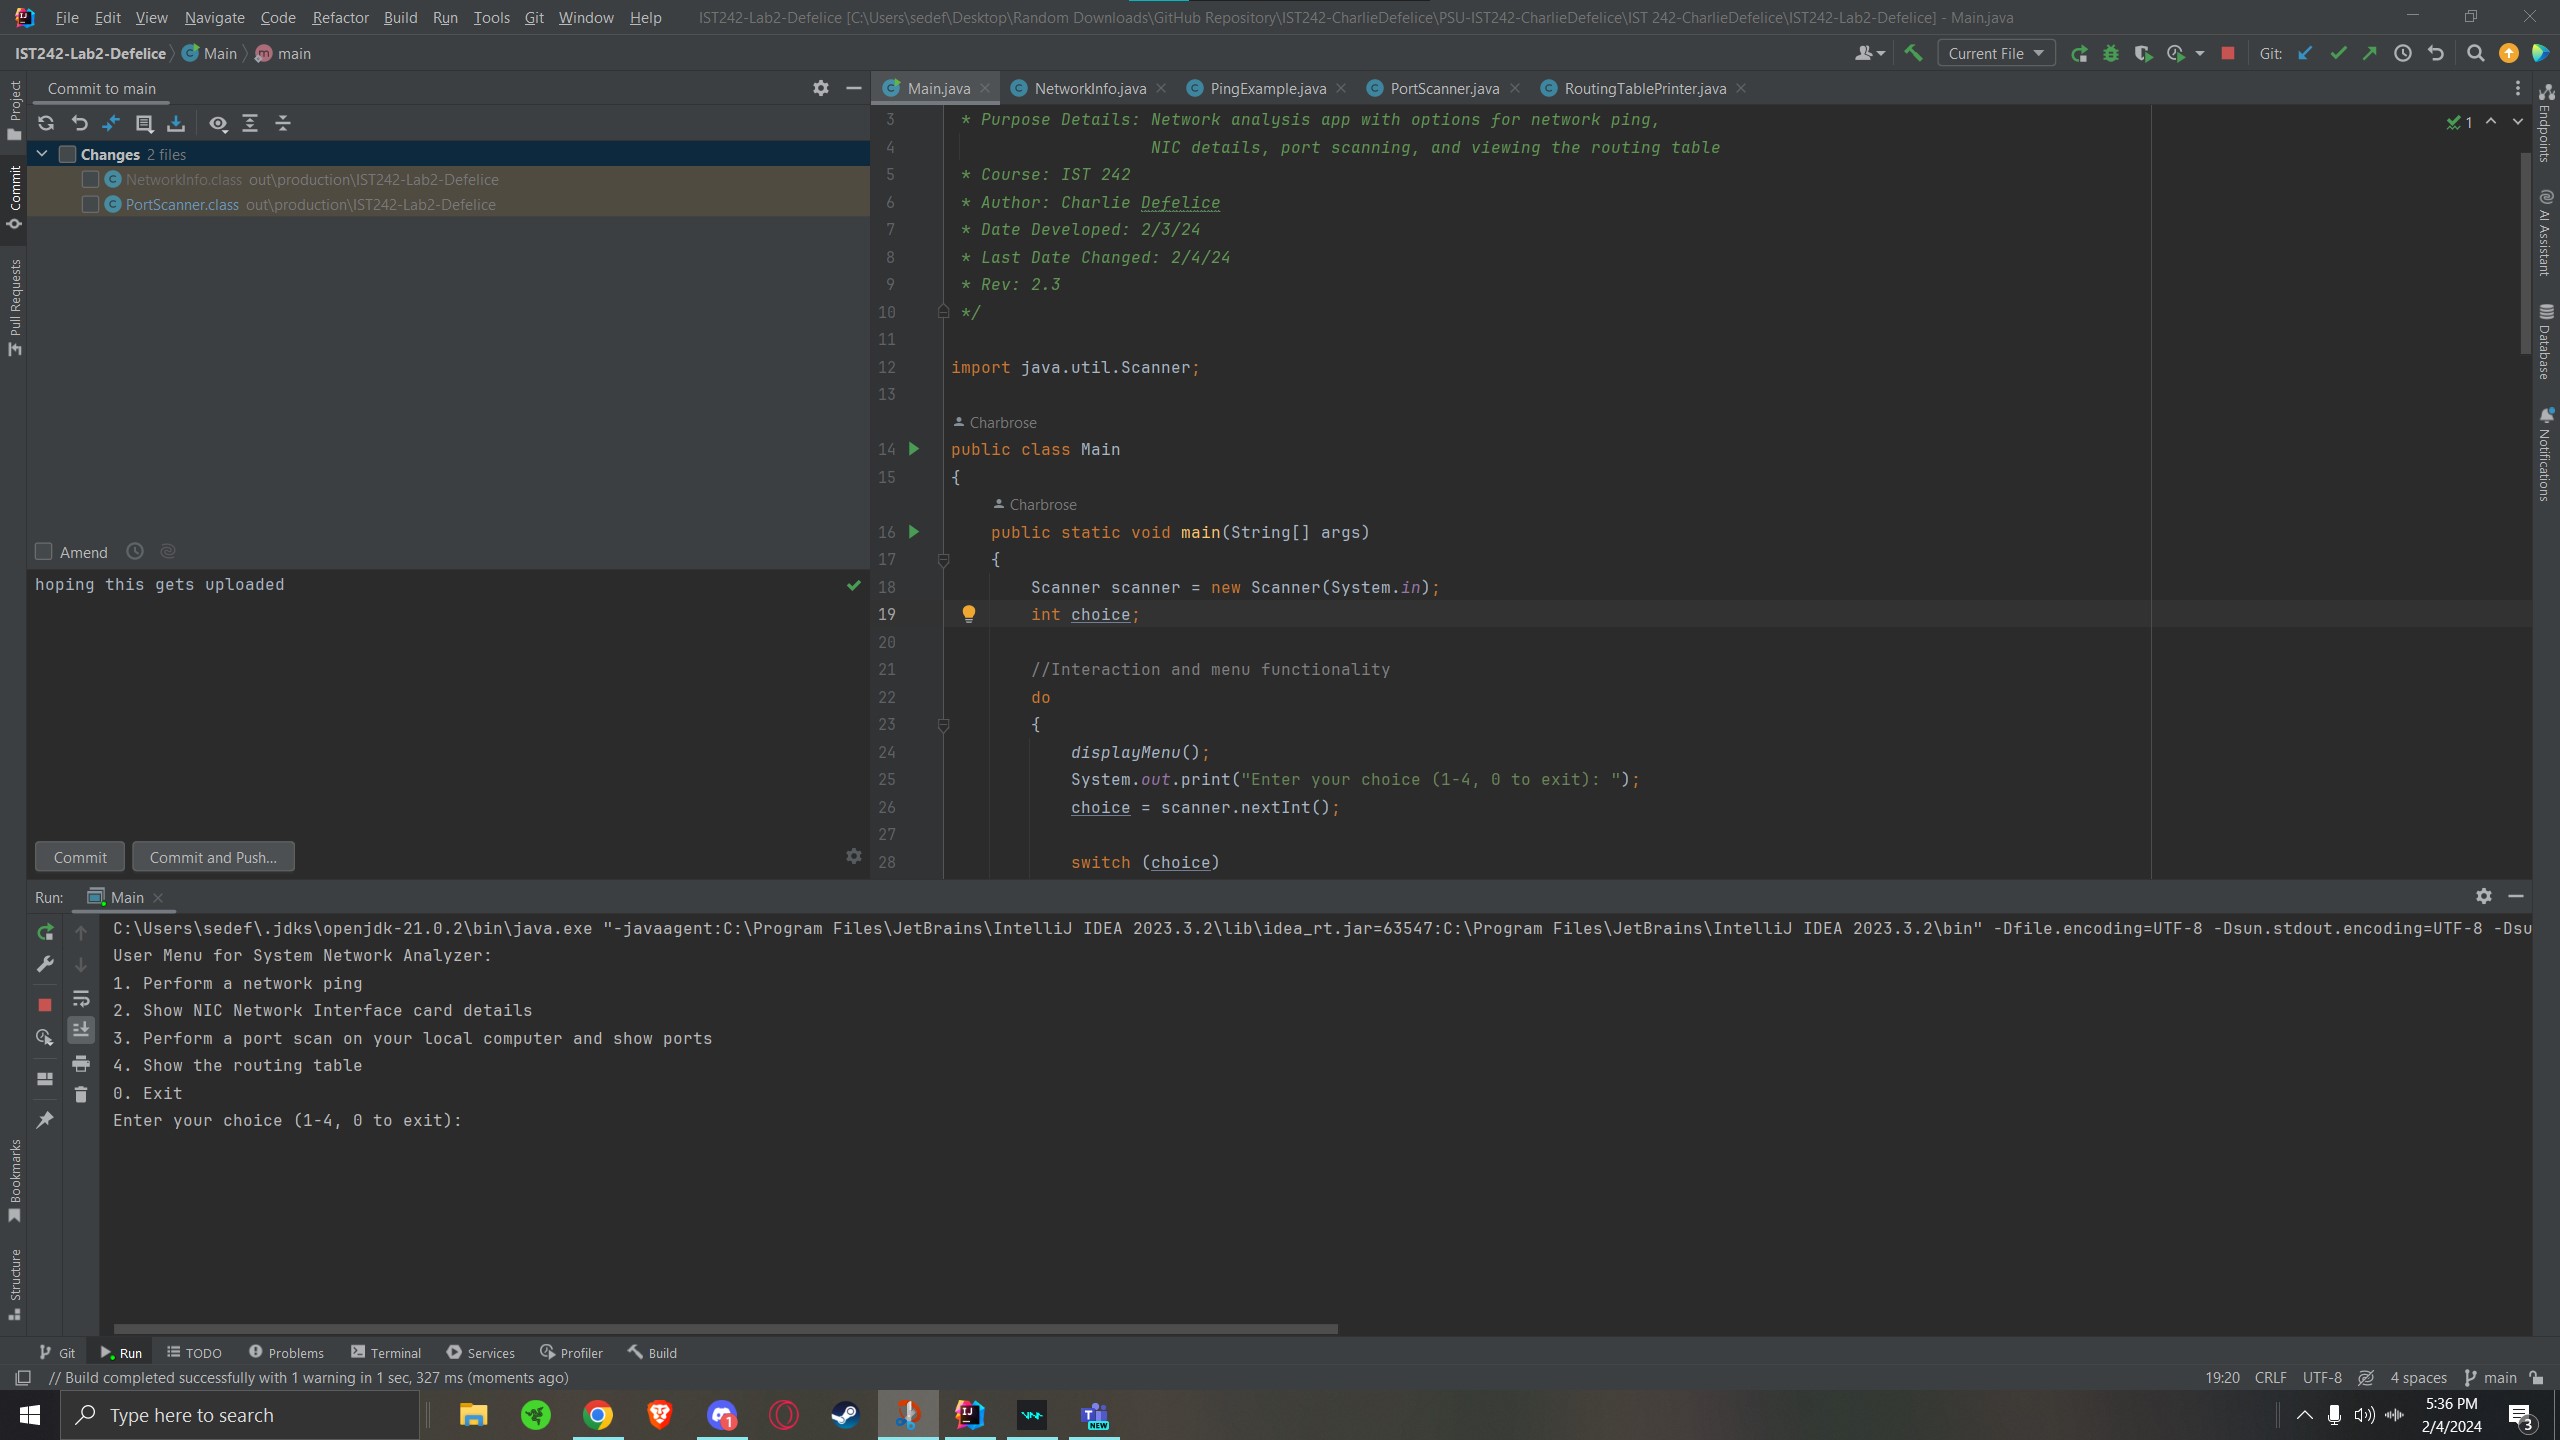 File Edit View Navigate Code Refactor Build Run Tools Git Window Help IST242-Lab2-Defelice [C:\Users\sedef\Desktop\Random Downloads\GitHub Repository\IST242-CharlieDefelice\PSU-IST242-CharlieDefelice\IST 242-CharlieDefelice\IST242-Lab2-Defelice] - Main.java
IST242-Lab2-Defelice Main main Current File Git:
Commit to main
Main.java NetworkInfo.java PingExample.java PortScanner.java RoutingTablePrinter.java
Project
Commit
Pull Requests
Changes 2 files
NetworkInfo.class out\production\IST242-Lab2-Defelice
PortScanner.class out\production\IST242-Lab2-Defelice
Amend
hoping this gets uploaded
Commit Commit and Push...
1
3 * Purpose Details: Network analysis app with options for network ping,
4 NIC details, port scanning, and viewing the routing table
5 * Course: IST 242
6 * Author: Charlie Defelice
7 * Date Developed: 2/3/24
8 * Last Date Changed: 2/4/24
9 * Rev: 2.3
10 */
11
12 import java.util.Scanner;
13
Charbrose
14 public class Main
15 {
Charbrose
16 public static void main(String[] args)
17 {
18 Scanner scanner = new Scanner(System.in);
19 int choice;
20
21 //Interaction and menu functionality
22 do
23 {
24 displayMenu();
25 System.out.print("Enter your choice (1-4, 0 to exit): ");
26 choice = scanner.nextInt();
27
28 switch (choice)
Endpoints
AI Assistant
Database
Notifications
Run: Main
C:\Users\sedef\.jdks\openjdk-21.0.2\bin\java.exe "-javaagent:C:\Program Files\JetBrains\IntelliJ IDEA 2023.3.2\lib\idea_rt.jar=63547:C:\Program Files\JetBrains\IntelliJ IDEA 2023.3.2\bin" -Dfile.encoding=UTF-8 -Dsun.stdout.encoding=UTF-8 -Dsu
User Menu for System Network Analyzer:
1. Perform a network ping
2. Show NIC Network Interface card details
3. Perform a port scan on your local computer and show ports
4. Show the routing table
0. Exit
Enter your choice (1-4, 0 to exit):
Bookmarks
Structure
Git Run TODO Problems Terminal Services Profiler Build
// Build completed successfully with 1 warning in 1 sec, 327 ms (moments ago) 19:20 CRLF UTF-8 4 spaces main
Type here to search
1
NEW
5:36 PM
2/4/2024
3